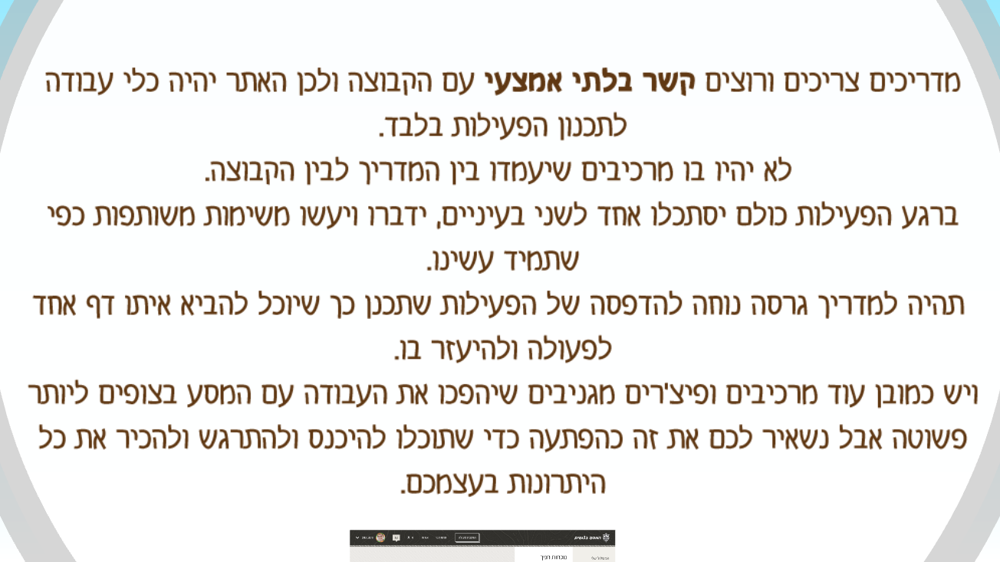 מדריכים צריכים ורוצים קשר בלתי אמצעי עם הקבוצה ולכן האתר יהיה כלי עבודה
לתכנון הפעילות בלבד.
לא יהיו בו מרכיבים שיעמדו בין המדריך לבין הקבוצה.
ברגע הפעילות כולם יסתכלו אחד לשני בעיניים, ידברו ויעשו משימות משותפות כפי
שתמיד עשינו.
תהיה למדריך גרסה נוחה להדפסה של הפעילות שתכנן כך שיוכל להביא איתו דף אחד
לפעולה ולהיעזר בו.
ויש כמובן עוד מרכיבים ופיצ'רים מגניבים שיהפכו את העבודה עם המסע בצופים ליותר
פשוטה אבל נשאיר לכם את זה כהפתעה כדי שתוכלו להיכנס ולהתרגש ולהכיר את כל
היתרונות בעצמכם.
המסע בצופים
נוכחות חניך